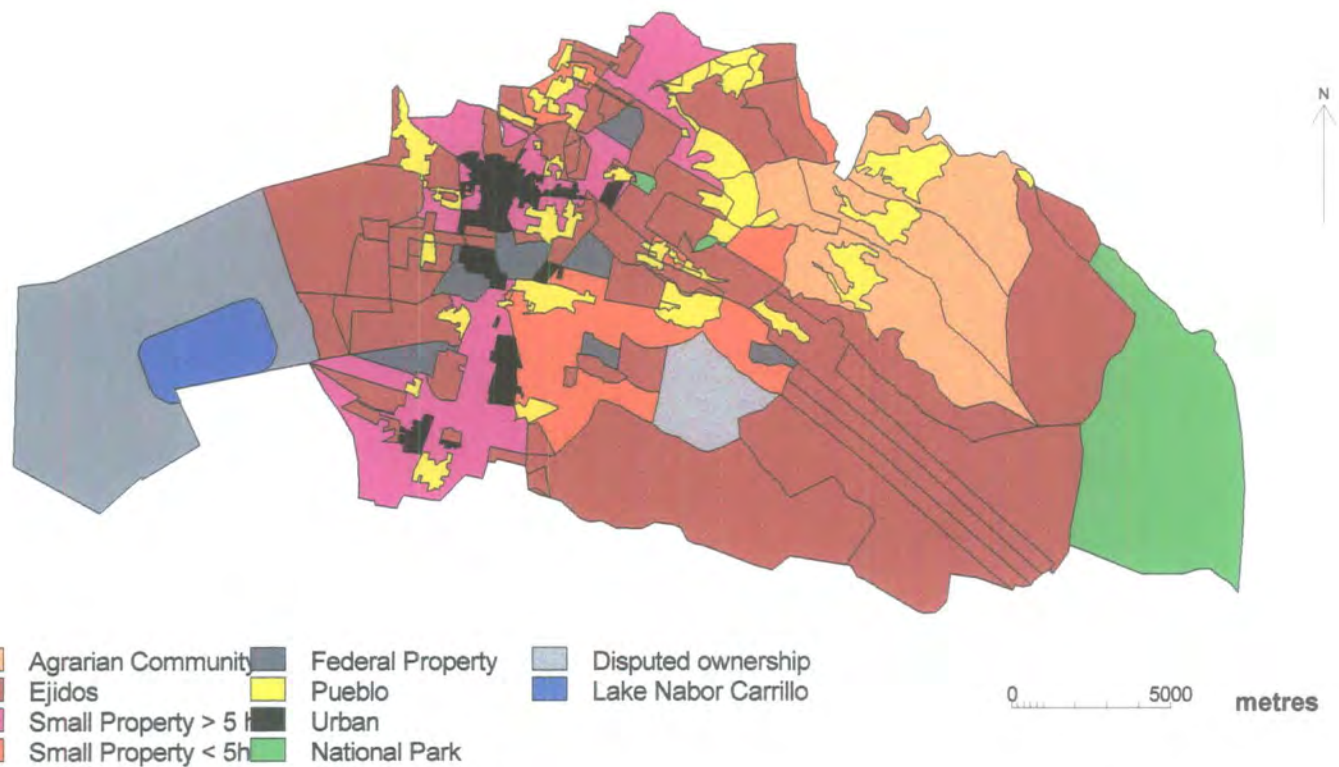 N
Agrarian Community
Ejidos
Small Property > 5 h
Small Property < 5h
Federal Property
Pueblo
Urban
National Park
Disputed ownership
Lake Nabor Carrillo
0 5000 metres